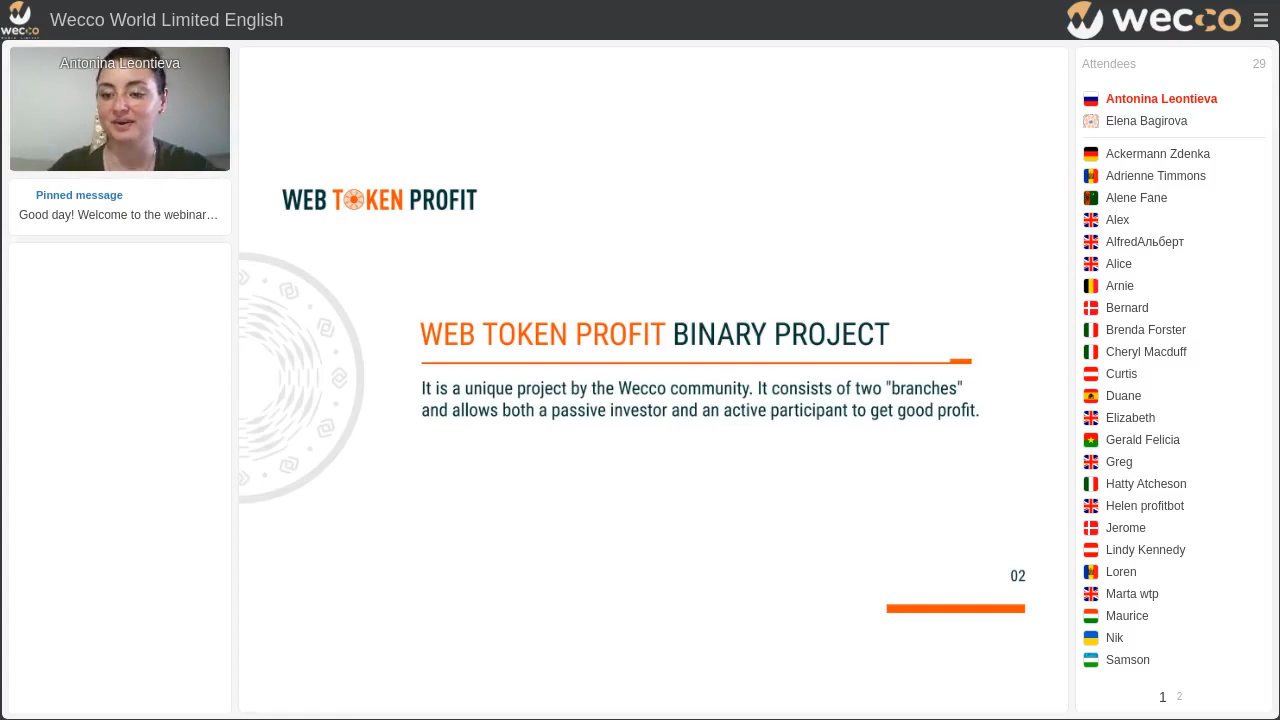 Wecco World Limited English
wecco
wecco
Antonina Leontieva
Pinned message
Good day! Welcome to the webinar…
WEB TOKEN PROFIT
WEB TOKEN PROFIT BINARY PROJECT
It is a unique project by the Wecco community. It consists of two "branches"
and allows both a passive investor and an active participant to get good profit.
02
Attendees 29
Antonina Leontieva
Elena Bagirova
Ackermann Zdenka
Adrienne Timmons
Alene Fane
Alex
AlfredАльберт
Alice
Arnie
Bernard
Brenda Forster
Cheryl Macduff
Curtis
Duane
Elizabeth
Gerald Felicia
Greg
Hatty Atcheson
Helen profitbot
Jerome
Lindy Kennedy
Loren
Marta wtp
Maurice
Nik
Samson
1 2